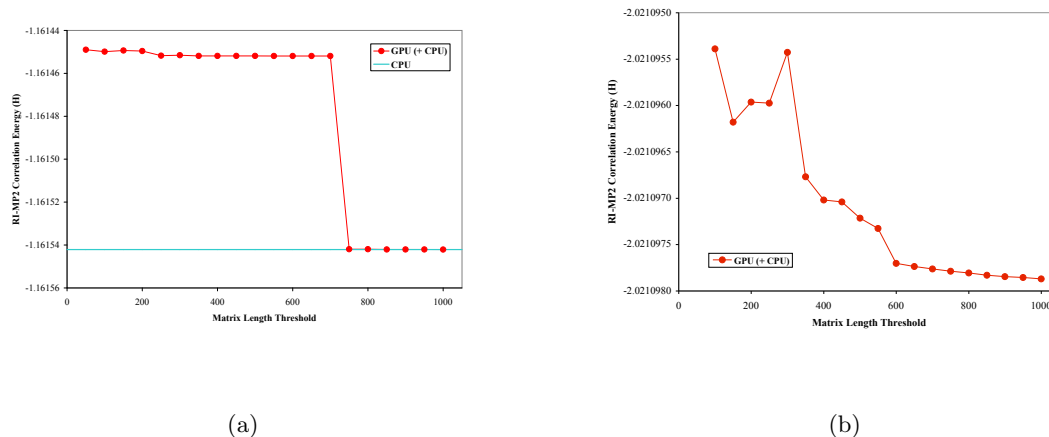 -1.16144
-1.16146
-1.16148
-1.16150
-1.16152
-1.16154
-1.16156
RI-MP2 Correlation Energy (H)
GPU (+ CPU)
CPU
0 200 400 600 800 1000
Matrix Length Threshold
(a)
-2.0210950
-2.0210955
-2.0210960
-2.0210965
-2.0210970
-2.0210975
-2.0210980
RI-MP2 Correlation Energy (H)
GPU (+ CPU)
0 200 400 600 800 1000
Matrix Length Threshold
(b)